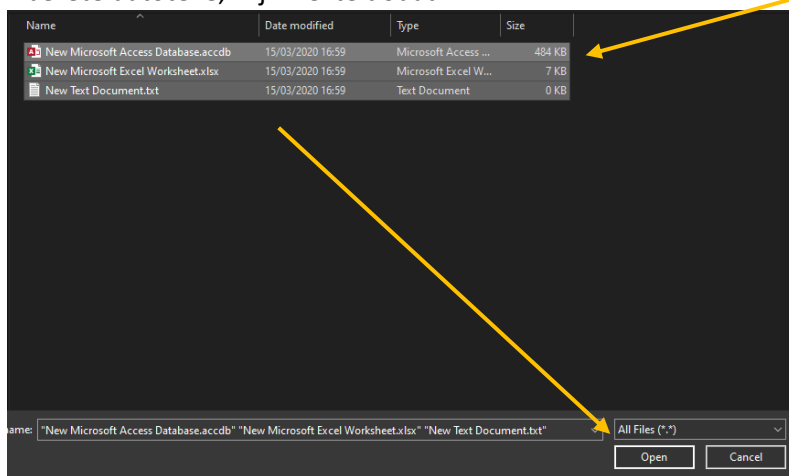 Name Date modified Type Size
New Microsoft Access Database.accdb 15/03/2020 16:59 Microsoft Access ... 484 KB
New Microsoft Excel Worksheet.xlsx 15/03/2020 16:59 Microsoft Excel W... 7 KB
New Text Document.txt 15/03/2020 16:59 Text Document 0 KB
ame: "New Microsoft Access Database.accdb" "New Microsoft Excel Worksheet.xlsx" "New Text Document.txt" All Files (*.*)
Open Cancel